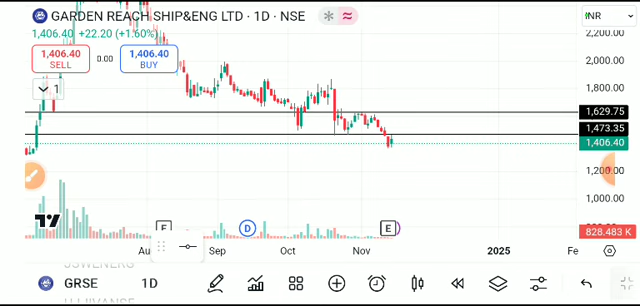 GARDEN REACH SHIP&ENG LTD · 1D · NSE
INR
1,406.40 +22.20 (+1.60%)
1,406.40
SELL
0.00
1,406.40
BUY
1
2,200.00
2,000.00
1,800.00
1,629.75
1,473.35
1,406.40
1,200.00
1,000.00
828.483 K
E
D
E
Au
Sep
Oct
Nov
2025
Fe
GRSE
1D